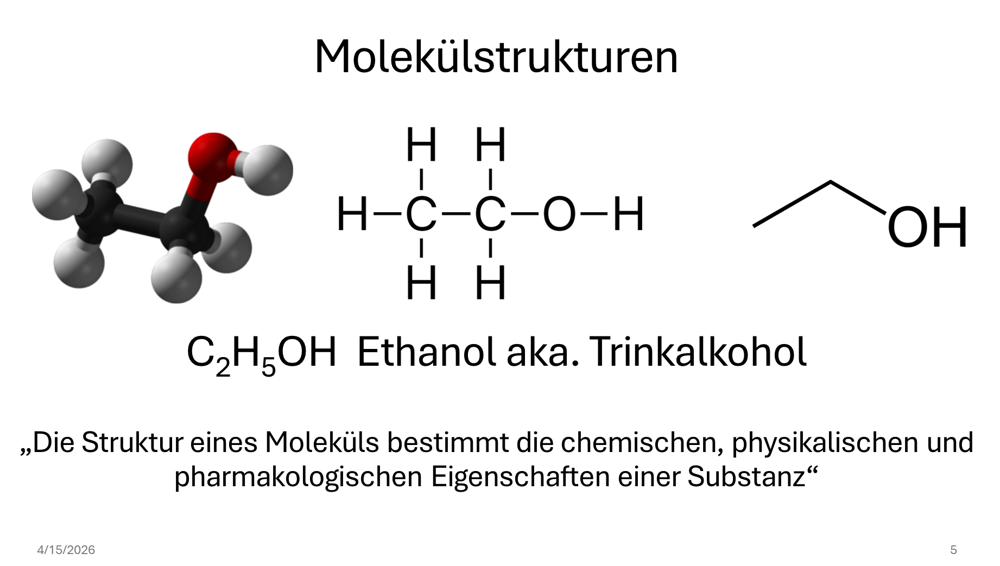 Molekülstrukturen
H H
H–C–C–O–H
H H
OH
C₂H₅OH Ethanol aka. Trinkalkohol
„Die Struktur eines Moleküls bestimmt die chemischen, physikalischen und
pharmakologischen Eigenschaften einer Substanz“
4/15/2026
5